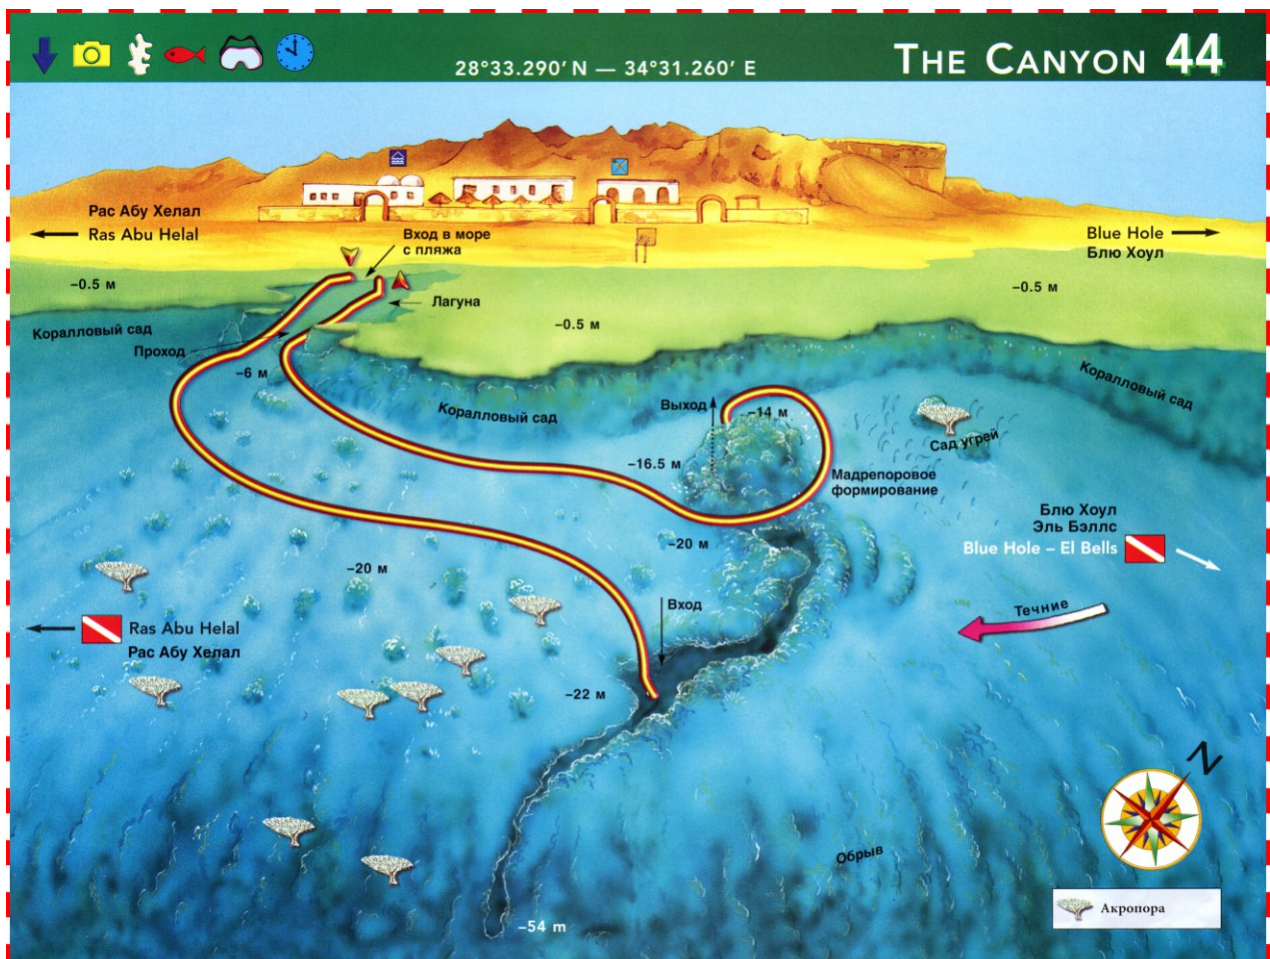 28°33.290' N — 34°31.260' E
THE CANYON 44
Рас Абу Хелал
Ras Abu Helal
Вход в море
с пляжа
Blue Hole
Блю Хоул
-0.5 м
-0.5 м
Лагуна
-0.5 м
Коралловый сад
Проход
-6 м
Коралловый сад
Коралловый сад
Выход
-14 м
Сад угрей
-16.5 м
Мадрепоровое
формирование
Блю Хоул
Эль Бэллс
Blue Hole – El Bells
-20 м
-20 м
Вход
Течние
Ras Abu Helal
Рас Абу Хелал
-22 м
N
Обрыв
Акропора
-54 m